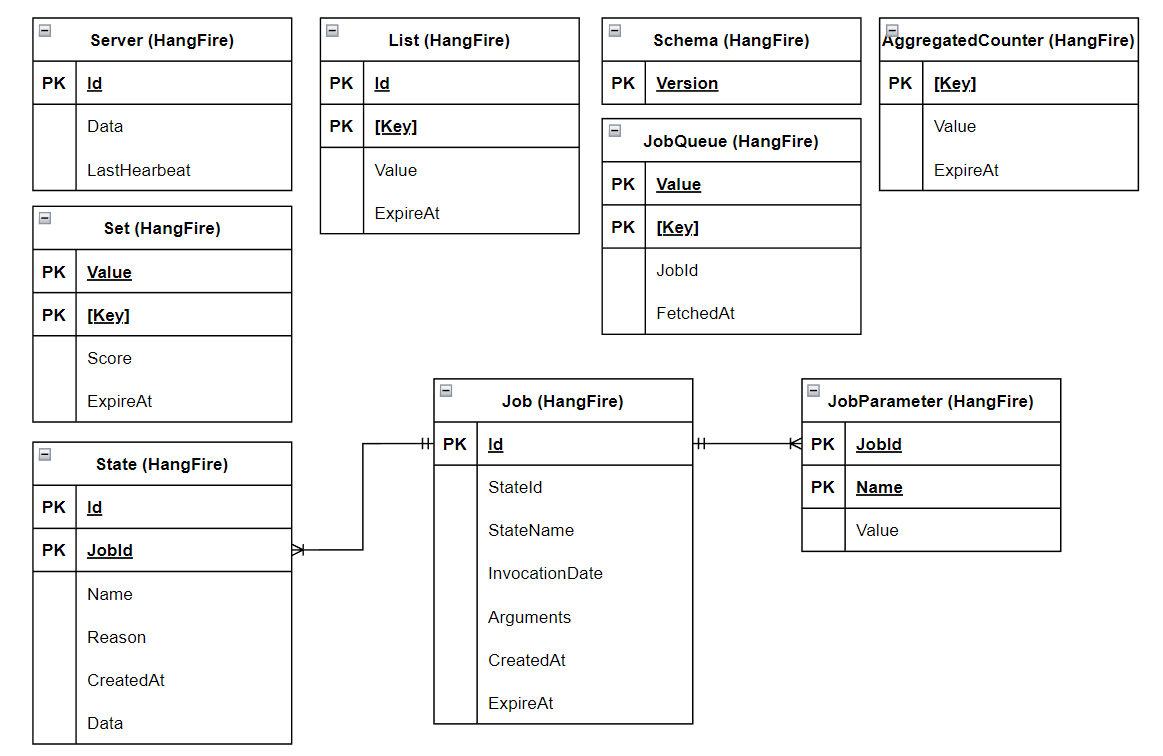 Server (HangFire)
PK Id
Data
LastHearbeat
List (HangFire)
PK Id
PK [Key]
Value
ExpireAt
Schema (HangFire)
PK Version
AggregatedCounter (HangFire)
PK [Key]
Value
ExpireAt
JobQueue (HangFire)
PK Value
PK [Key]
JobId
FetchedAt
Set (HangFire)
PK Value
PK [Key]
Score
ExpireAt
State (HangFire)
PK Id
PK JobId
Name
Reason
CreatedAt
Data
Job (HangFire)
PK Id
StateId
StateName
InvocationDate
Arguments
CreatedAt
ExpireAt
JobParameter (HangFire)
PK JobId
PK Name
Value